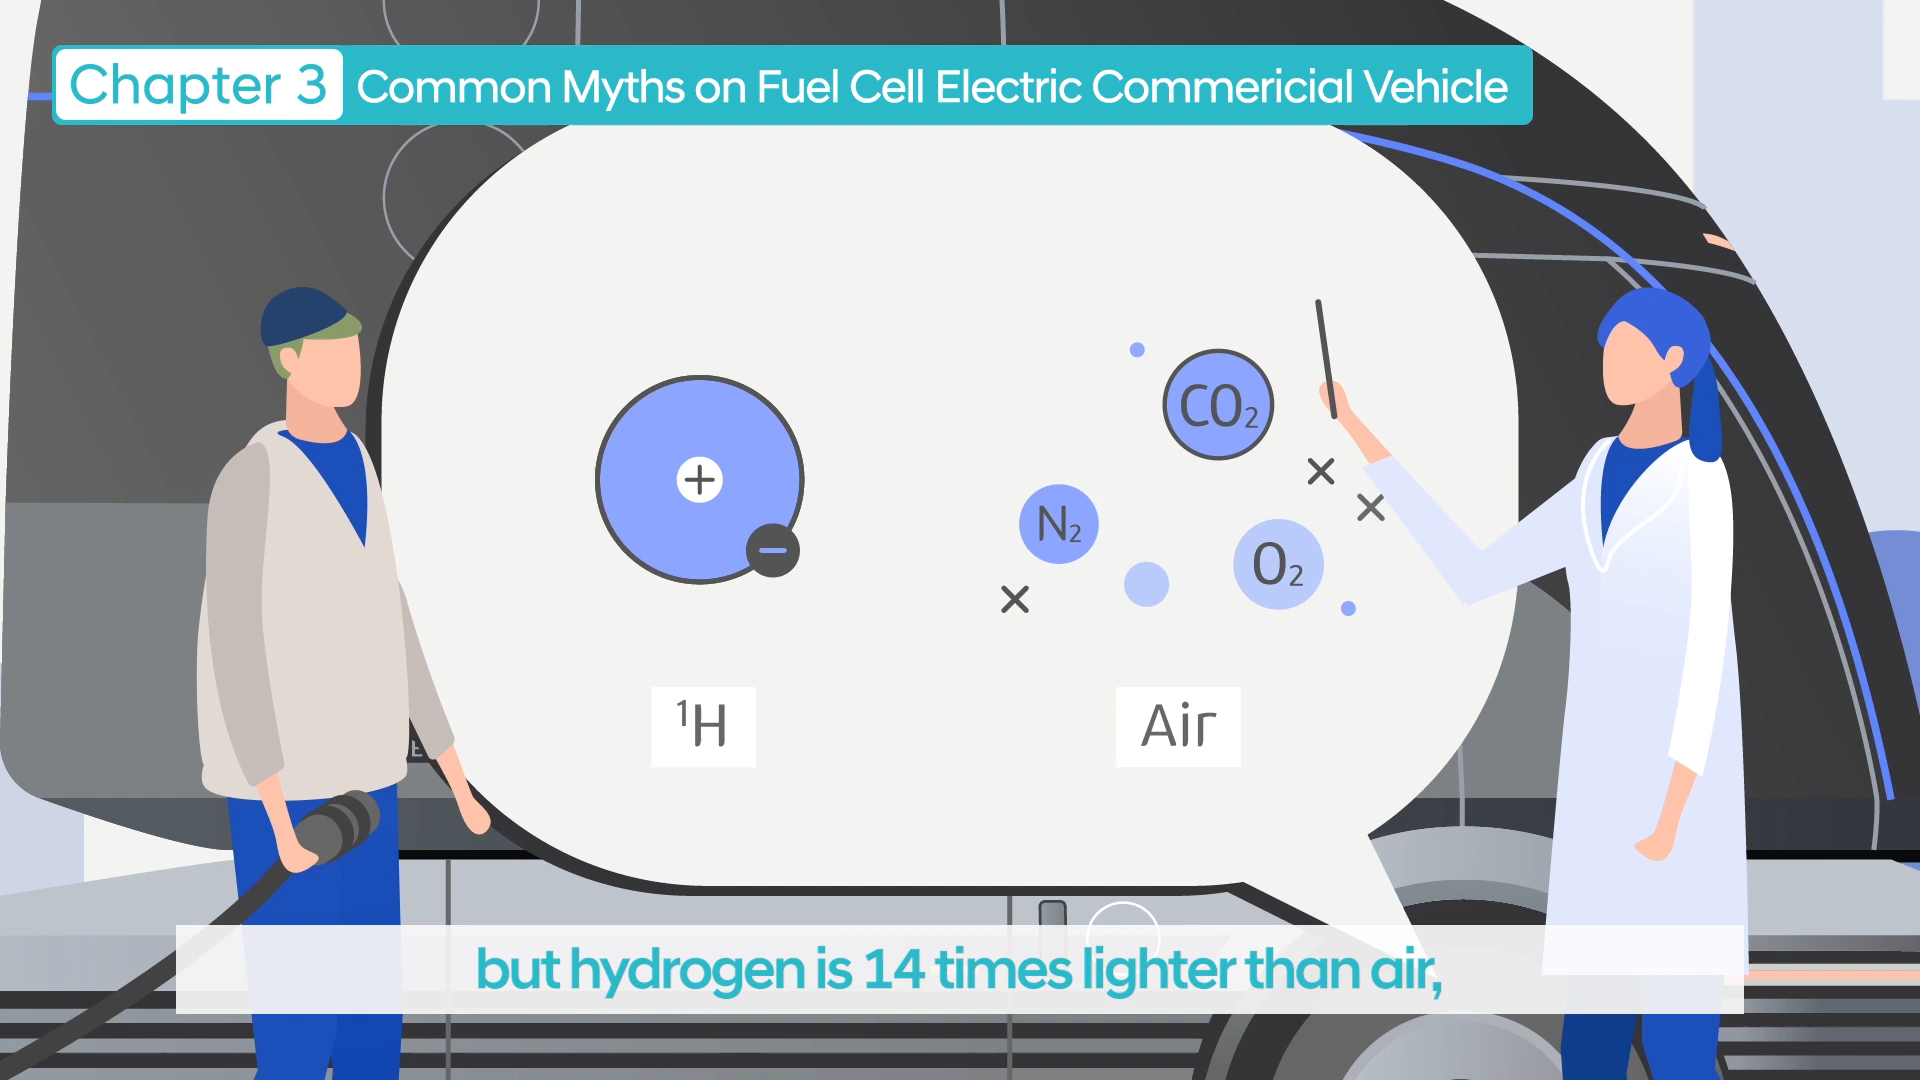 Chapter 3 Common Myths on Fuel Cell Electric Commericial Vehicle
CO₂
N₂
O₂
¹H
Air
E
but hydrogen is 14 times lighter than air,